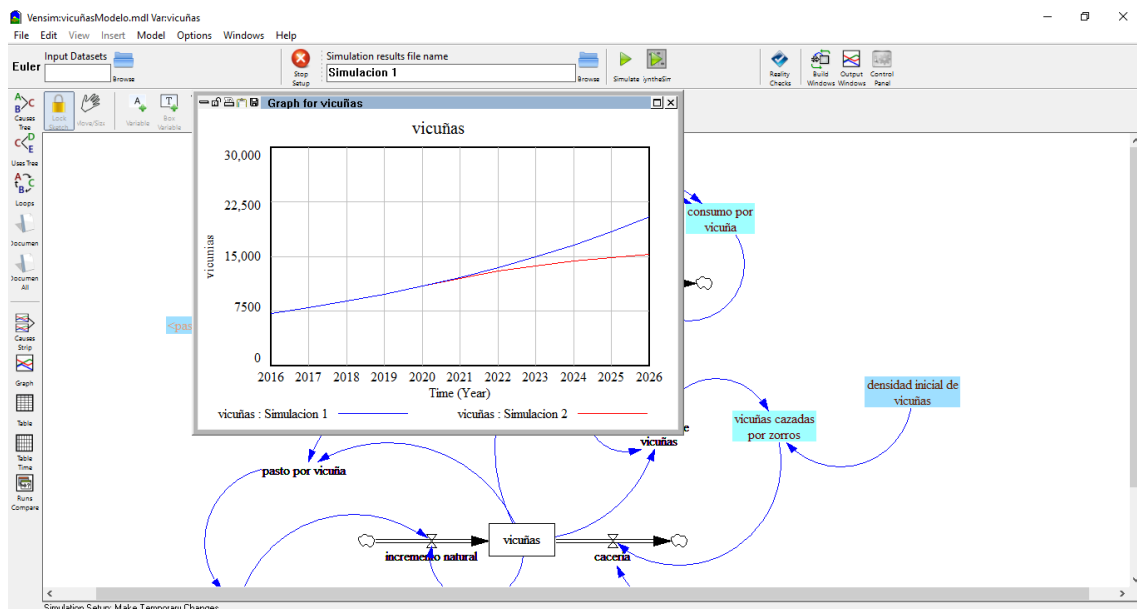 Vensim:vicuñasModelo.mdl Var:vicuñas
File Edit View Insert Model Options Windows Help
Euler
Input Datasets
Browse
Stop
Setup
Simulation results file name
Simulacion 1
Browse
Simulate
SyntheSim
Reality
Checks
Build
Windows
Output
Windows
Control
Panel
Causes
Tree
Lock
Sketch
Move/Size
Variable
Box
Variable
Uses Tree
Loops
Documen
Documen
All
Causes
Strip
Graph
Table
Table
Time
Runs
Compare
Graph for vicuñas
vicuñas
30,000
22,500
15,000
7500
0
vicunias
2016 2017 2018 2019 2020 2021 2022 2023 2024 2025 2026
Time (Year)
vicuñas : Simulacion 1
vicuñas : Simulacion 2
consumo por
vicuña
<pas
densidad inicial de
vicuñas
vicuñas cazadas
por zorros
e
vicuñas
pasto por vicuña
vicuñas
incremento natural
caceria
Simulation Setup: Make Temporary Changes